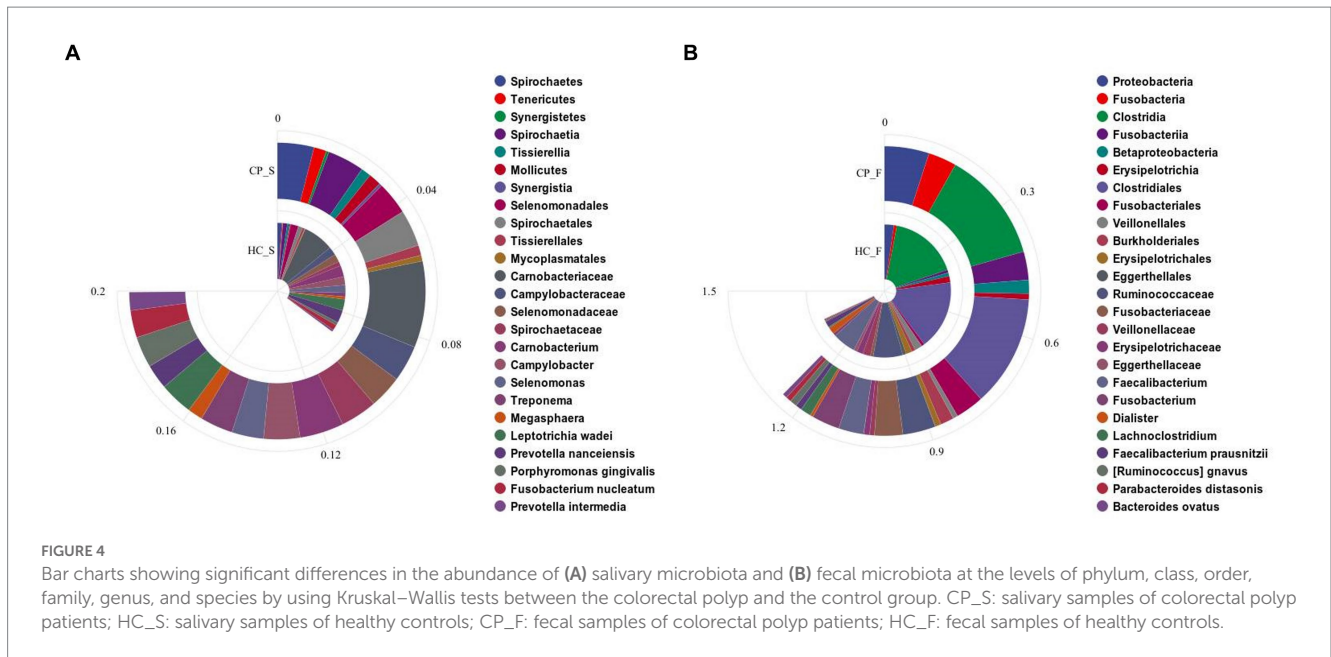 A
0
CP_S
0.04
HC_S
0.2
0.08
0.16
0.12
Spirochaetes
Tenericutes
Synergistetes
Spirochaetia
Tissierellia
Mollicutes
Synergistia
Selenomonadales
Spirochaetales
Tissierellales
Mycoplasmatales
Carnobacteriaceae
Campylobacteraceae
Selenomonadaceae
Spirochaetaceae
Carnobacterium
Campylobacter
Selenomonas
Treponema
Megasphaera
Leptotrichia wadei
Prevotella nanceiensis
Porphyromonas gingivalis
Fusobacterium nucleatum
Prevotella intermedia
B
0
CP_F
0.3
HC_F
1.5
0.6
1.2
0.9
Proteobacteria
Fusobacteria
Clostridia
Fusobacteriia
Betaproteobacteria
Erysipelotrichia
Clostridiales
Fusobacteriales
Veillonellales
Burkholderiales
Erysipelotrichales
Eggerthellales
Ruminococcaceae
Fusobacteriaceae
Veillonellaceae
Erysipelotrichaceae
Eggerthellaceae
Faecalibacterium
Fusobacterium
Dialister
Lachnoclostridium
Faecalibacterium prausnitzii
[Ruminococcus] gnavus
Parabacteroides distasonis
Bacteroides ovatus
FIGURE 4
Bar charts showing significant differences in the abundance of (A) salivary microbiota and (B) fecal microbiota at the levels of phylum, class, order,
family, genus, and species by using Kruskal–Wallis tests between the colorectal polyp and the control group. CP_S: salivary samples of colorectal polyp
patients; HC_S: salivary samples of healthy controls; CP_F: fecal samples of colorectal polyp patients; HC_F: fecal samples of healthy controls.